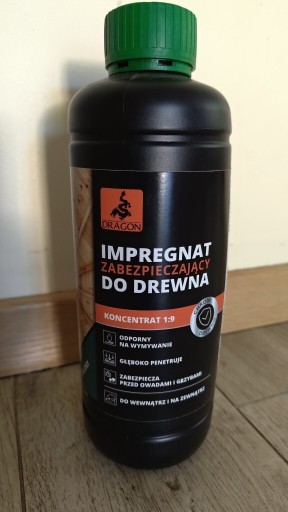 DRAGON
IMPREGNAT
ZABEZPIECZAJĄCY
DO DREWNA
KONCENTRAT 1:9
ODPORNY
NA WYMYWANIE
GŁĘBOKO PENETRUJE
ZABEZPIECZA
PRZED OWADAMI I GRZYBAMI
DO WEWNĄTRZ I NA ZEWNĄTRZ